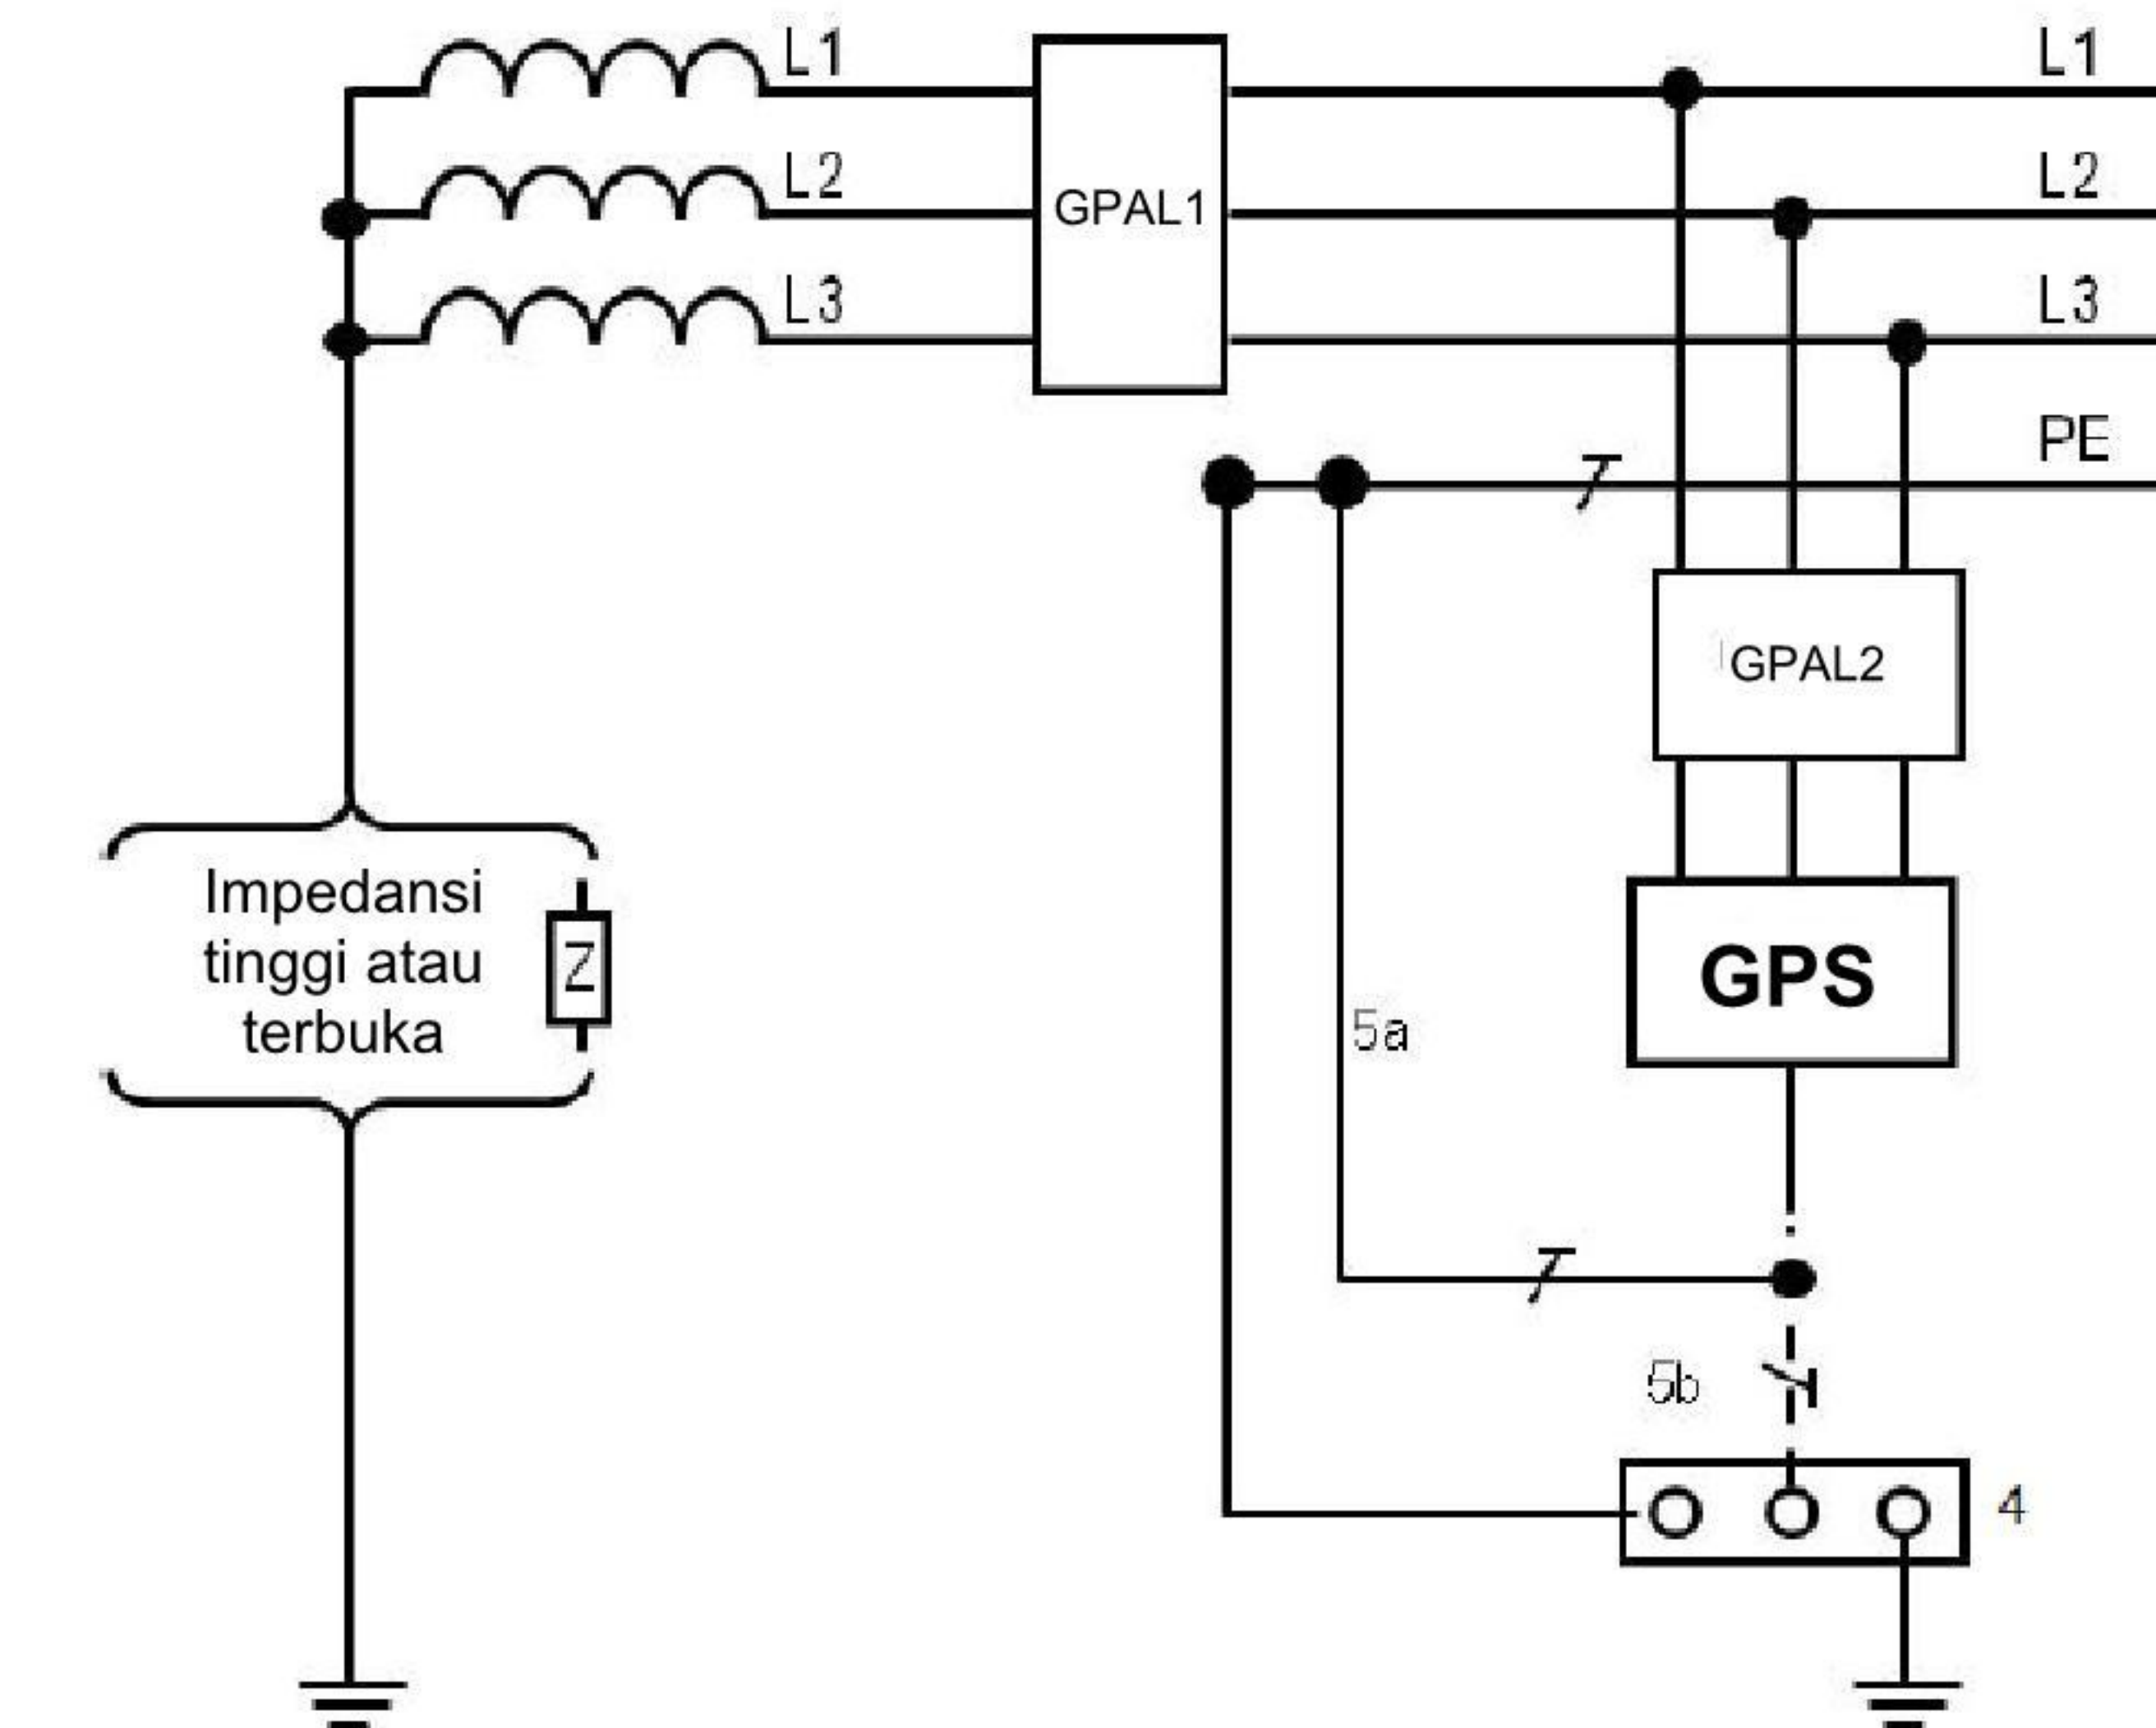 L1
L1
L2
L2
GPAL1
L3
L3
PE
GPAL2
Impedansi
tinggi atau
terbuka
Z
GPS
5a
5b
4